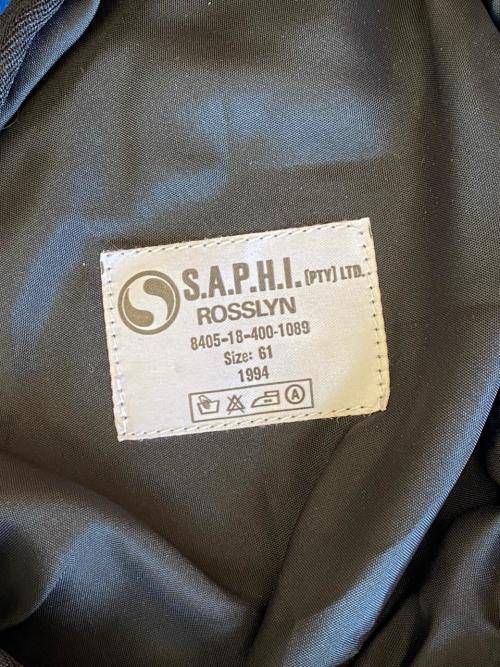 S.A.P.H.I. (PTY) LTD.
ROSSLYN
8405-18-400-1089
Size: 61
1994
A